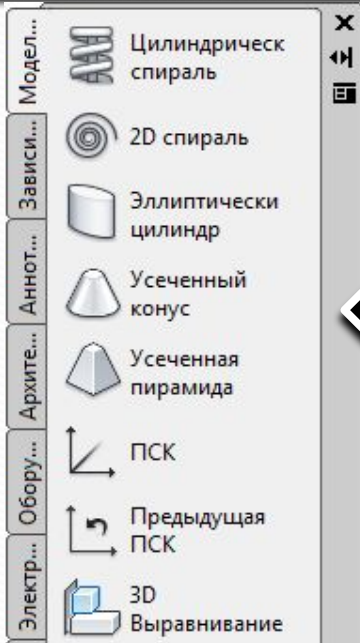 Модел...
Зависи...
Аннот...
Архите...
Обору...
Электр...
Цилиндрическ
спираль
2D спираль
Эллиптически
цилиндр
Усеченный
конус
Усеченная
пирамида
ПСК
Предыдущая
ПСК
3D
Выравнивание